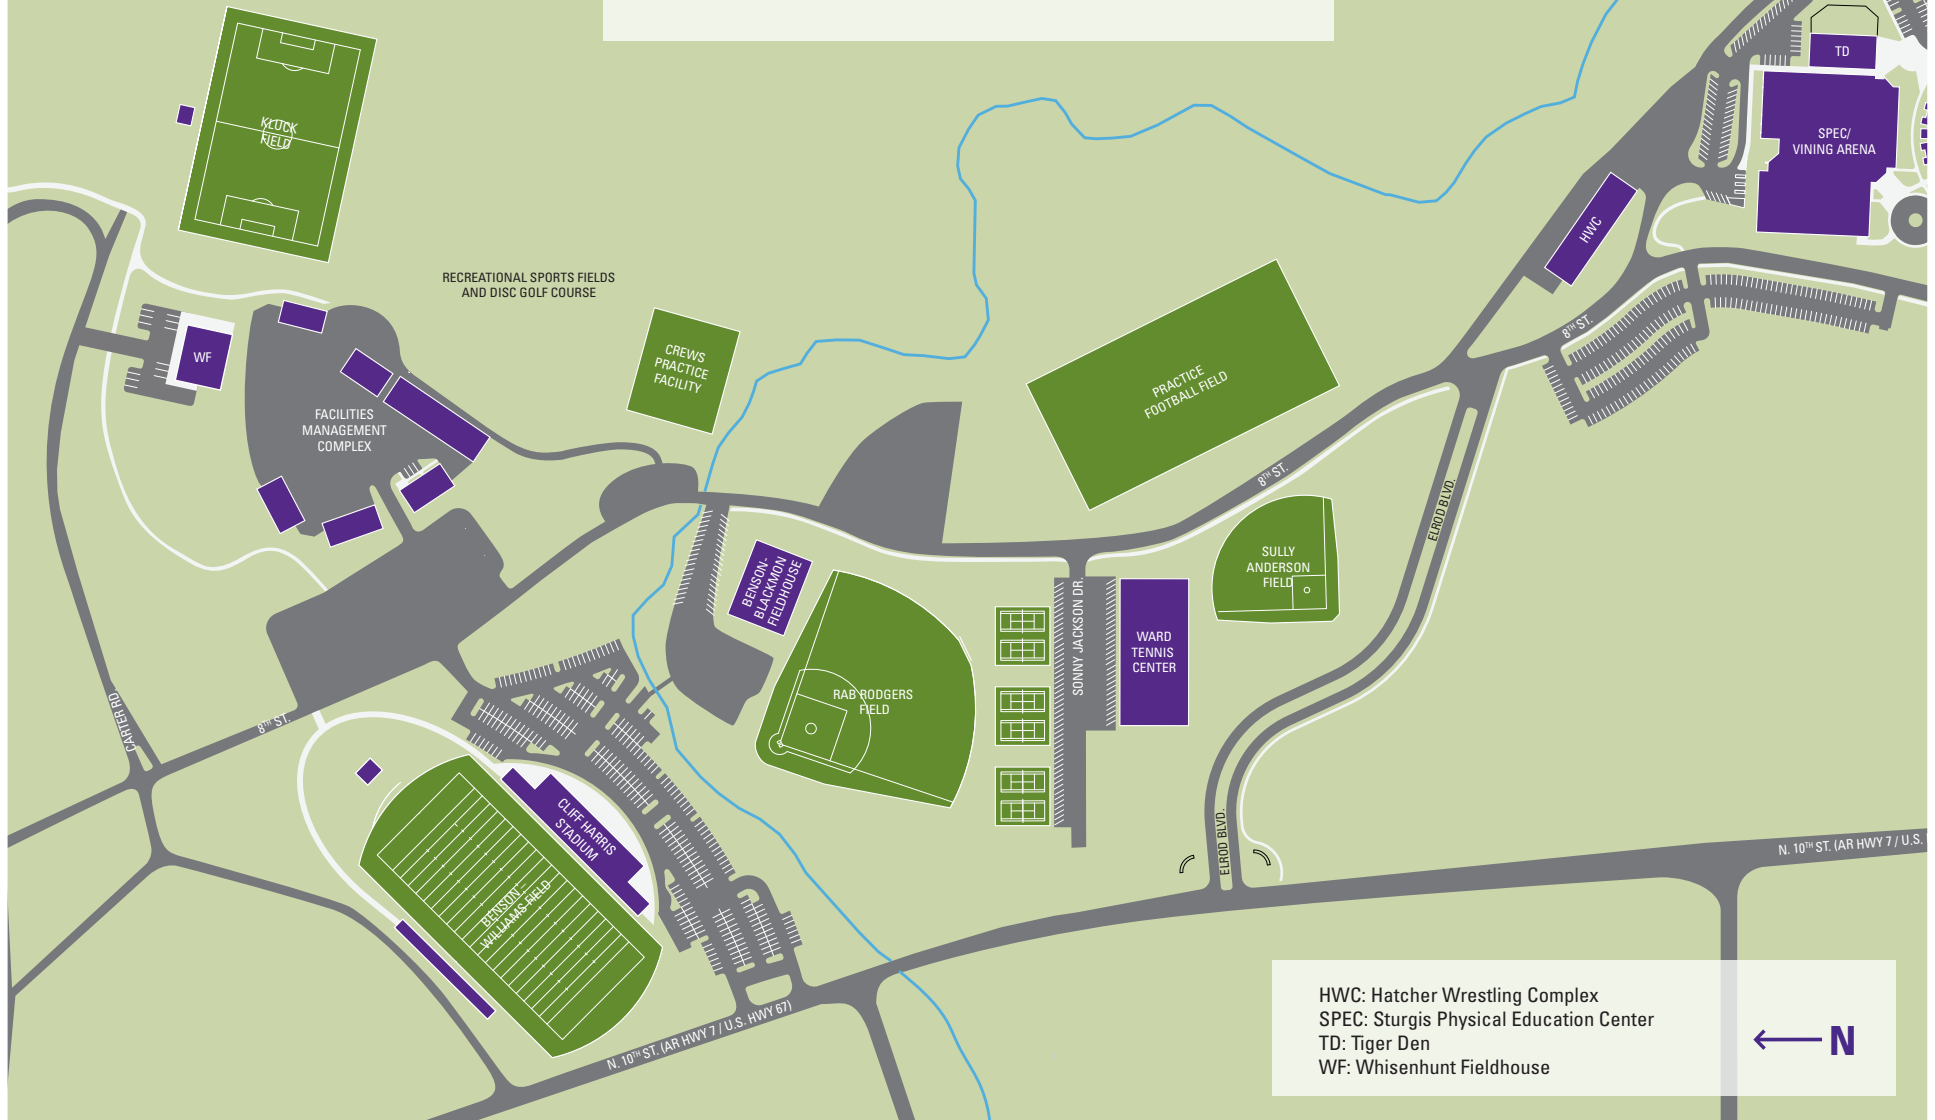 TD
SPEC/
VINING ARENA
KLUCK
FIELD
HWC
RECREATIONAL SPORTS FIELDS
AND DISC GOLF COURSE
8TH ST.
WF
CREWS
PRACTICE
FACILITY
PRACTICE
FOOTBALL FIELD
FACILITIES
MANAGEMENT
COMPLEX
8TH ST.
ELROD BLVD.
SULLY
ANDERSON
FIELD
BENSON-
BLACKMON
FIELDHOUSE
SONNY JACKSON DR.
WARD
TENNIS
CENTER
RAB RODGERS
FIELD
CARTER RD.
8TH ST.
CLIFF HARRIS
STADIUM
BENSON-
WILLIAMS FIELD
ELROD BLVD.
N. 10TH ST. (AR HWY 7 / U.S.
N. 10TH ST. (AR HWY 7 / U.S. HWY 67)
HWC: Hatcher Wrestling Complex
SPEC: Sturgis Physical Education Center
TD: Tiger Den
WF: Whisenhunt Fieldhouse
N